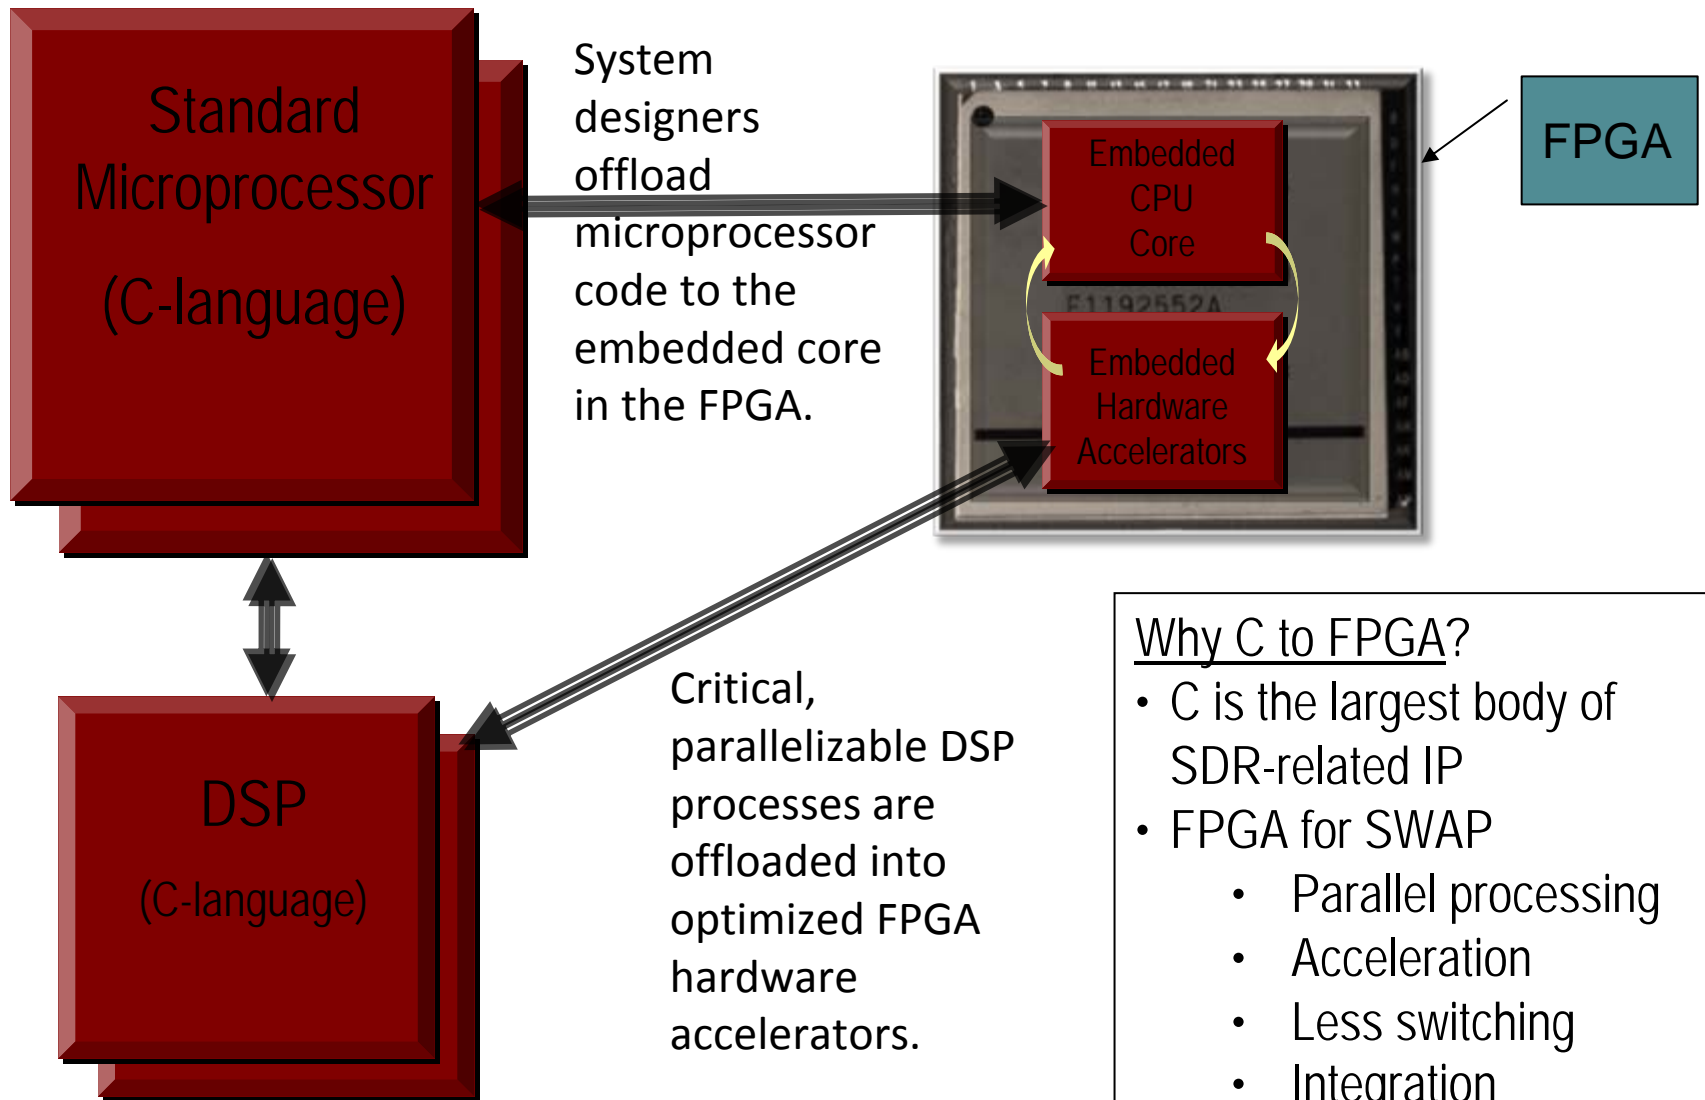 Standard
Microprocessor
(C-language)
System
designers
offload
microprocessor
code to the
embedded core
in the FPGA.
Embedded
CPU
Core
E1192552A
Embedded
Hardware
Accelerators
FPGA
DSP
(C-language)
Critical,
parallelizable DSP
processes are
offloaded into
optimized FPGA
hardware
accelerators.
Why C to FPGA?
• C is the largest body of
SDR-related IP
• FPGA for SWAP
• Parallel processing
• Acceleration
• Less switching
• Integration